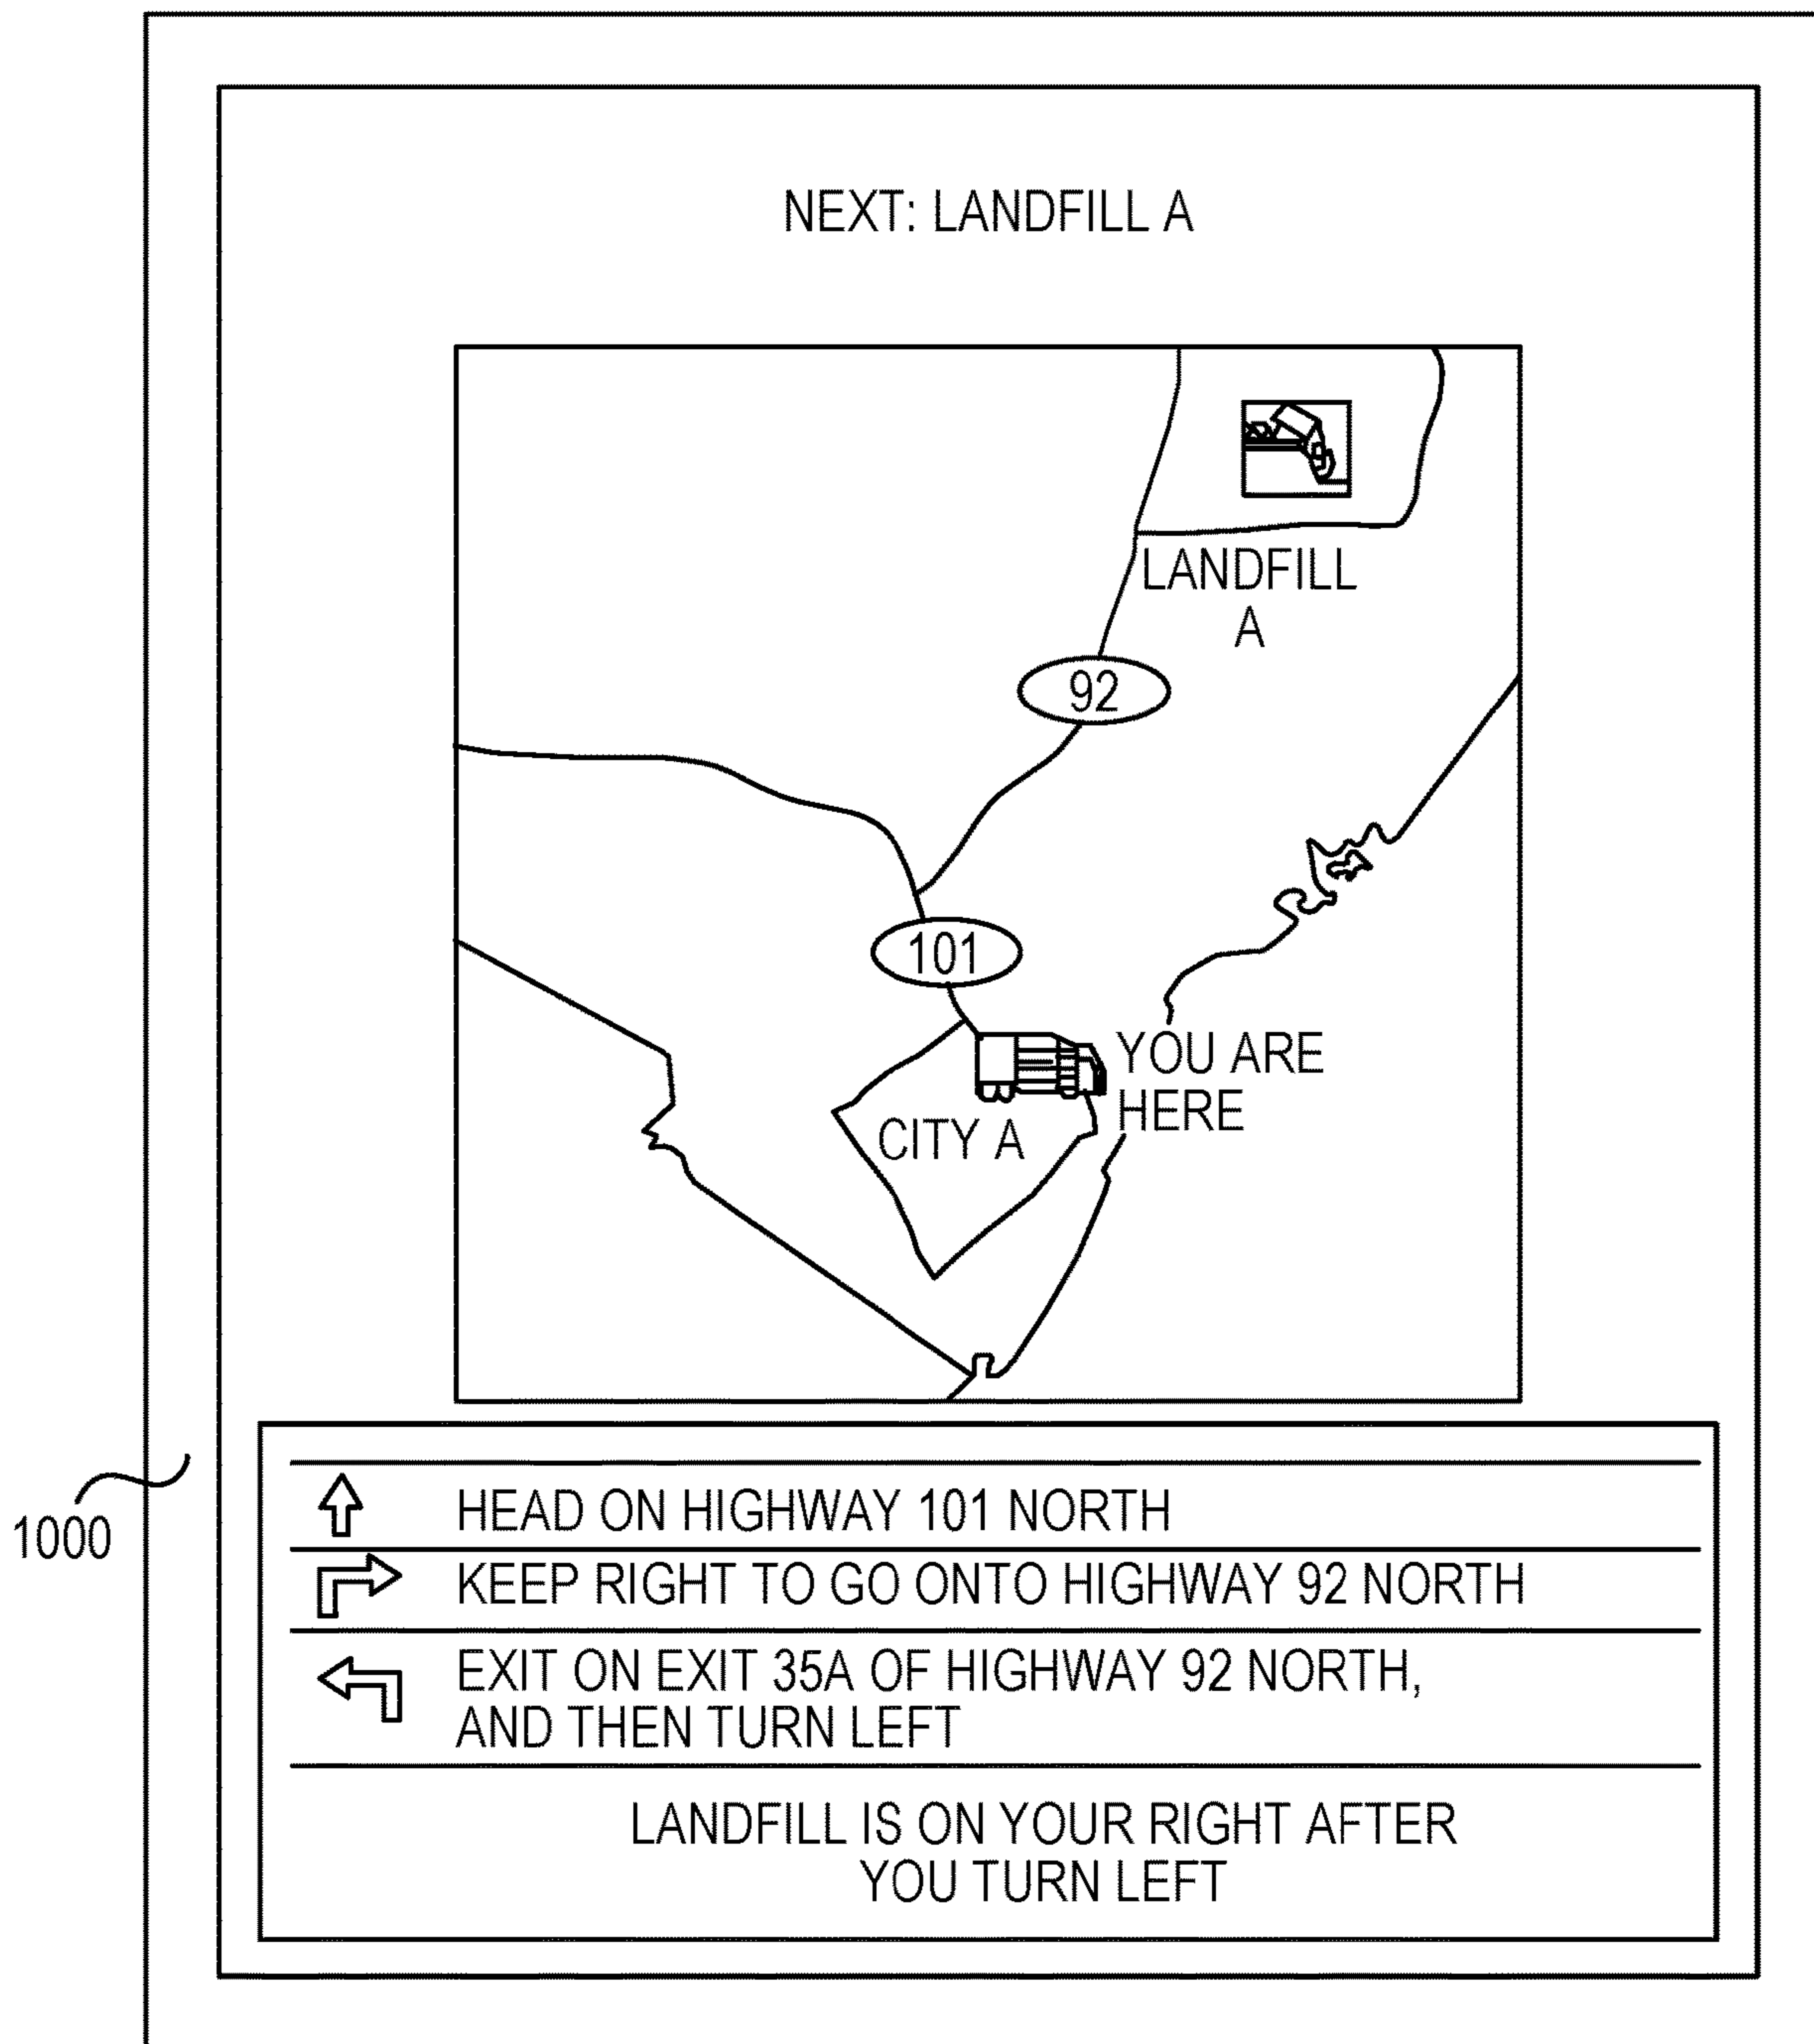 NEXT: LANDFILL A
LANDFILL
A
92
101
YOU ARE
HERE
CITY A
1000
HEAD ON HIGHWAY 101 NORTH
KEEP RIGHT TO GO ONTO HIGHWAY 92 NORTH
EXIT ON EXIT 35A OF HIGHWAY 92 NORTH,
AND THEN TURN LEFT
LANDFILL IS ON YOUR RIGHT AFTER
YOU TURN LEFT